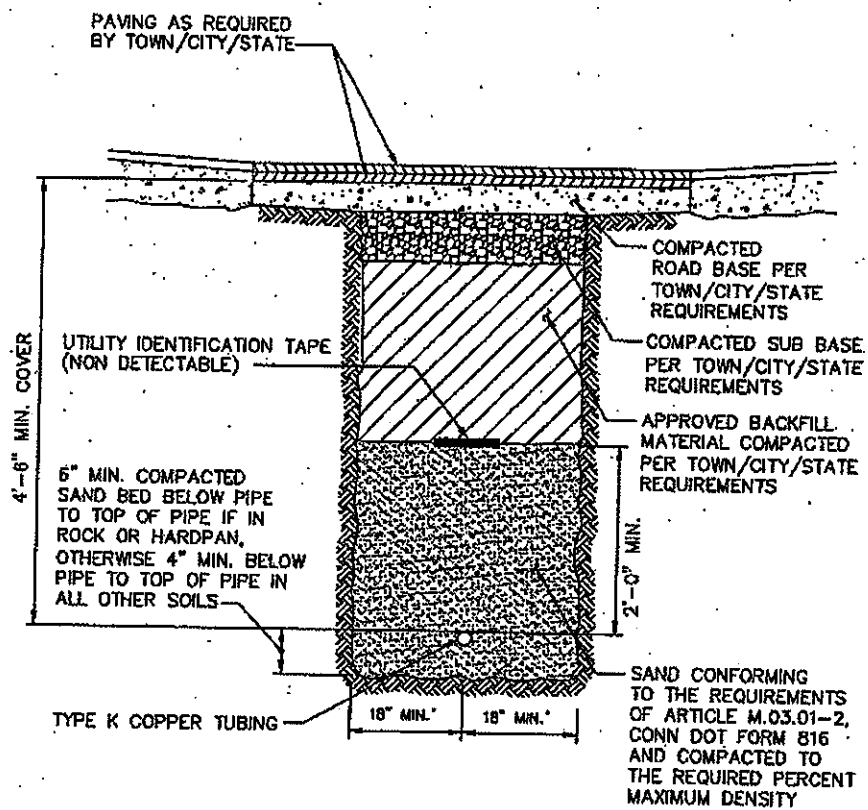 PAVING AS REQUIRED
BY TOWN/CITY/STATE
4'-6" MIN. COVER
UTILITY IDENTIFICATION TAPE
(NON DETECTABLE)
6" MIN. COMPACTED
SAND BED BELOW PIPE
TO TOP OF PIPE IF IN
ROCK OR HARDPAN,
OTHERWISE 4" MIN. BELOW
PIPE TO TOP OF PIPE IN
ALL OTHER SOILS
TYPE K COPPER TUBING
18" MIN.
18" MIN.
COMPACTED
ROAD BASE PER
TOWN/CITY/STATE
REQUIREMENTS
COMPACTED SUB BASE
PER TOWN/CITY/STATE
REQUIREMENTS
APPROVED BACKFILL
MATERIAL COMPACTED
PER TOWN/CITY/STATE
REQUIREMENTS
2"-0" MIN.
SAND CONFORMING
TO THE REQUIREMENTS
OF ARTICLE M.03.01-2,
CONN DOT FORM 816
AND COMPACTED TO
THE REQUIRED PERCENT
MAXIMUM DENSITY